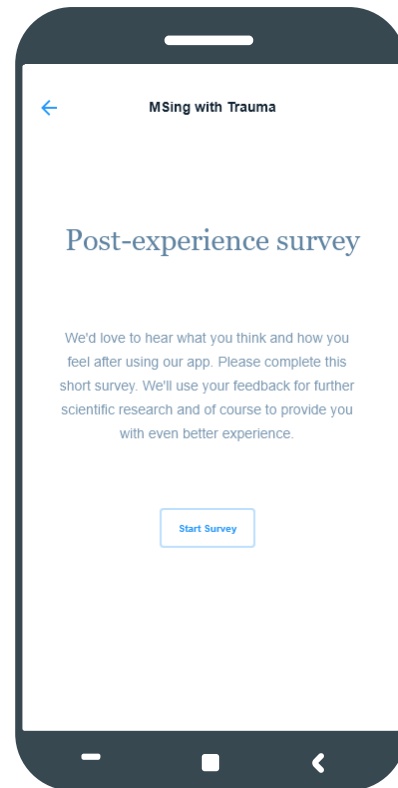 MSing with Trauma
Post-experience survey
We'd love to hear what you think and how you
feel after using our app. Please complete this
short survey. We'll use your feedback for further
scientific research and of course to provide you
with even better experience.
Start Survey